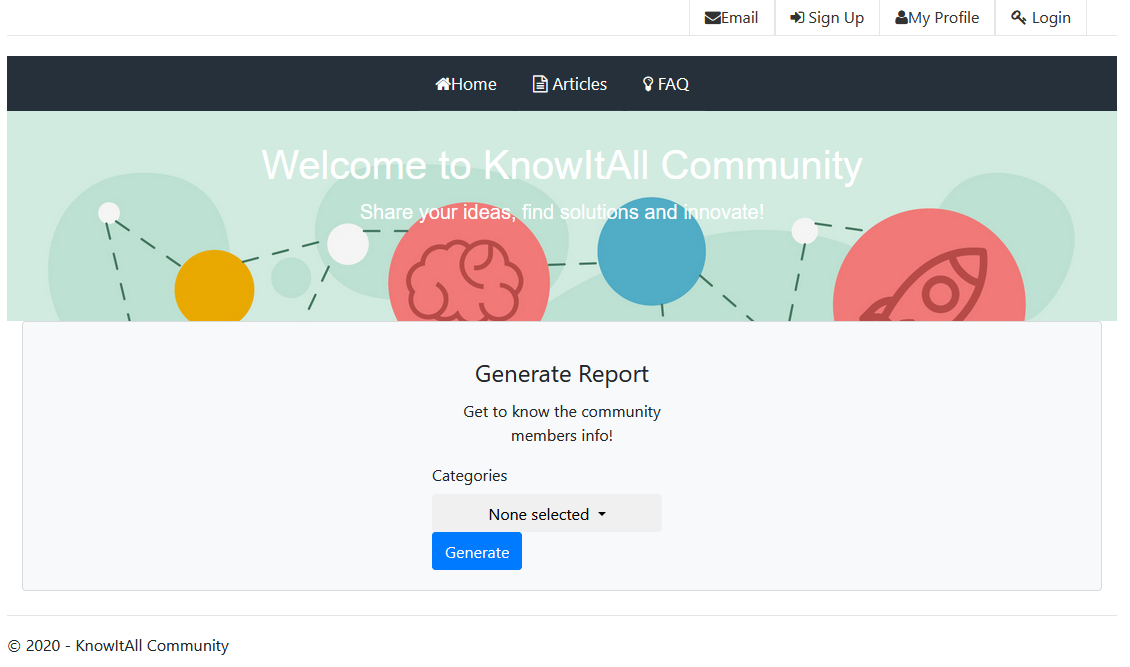 Email Sign Up My Profile Login
Home Articles FAQ
Welcome to KnowItAll Community
Share your ideas, find solutions and innovate!
Generate Report
Get to know the community
members info!
Categories
None selected
Generate
© 2020 - KnowItAll Community